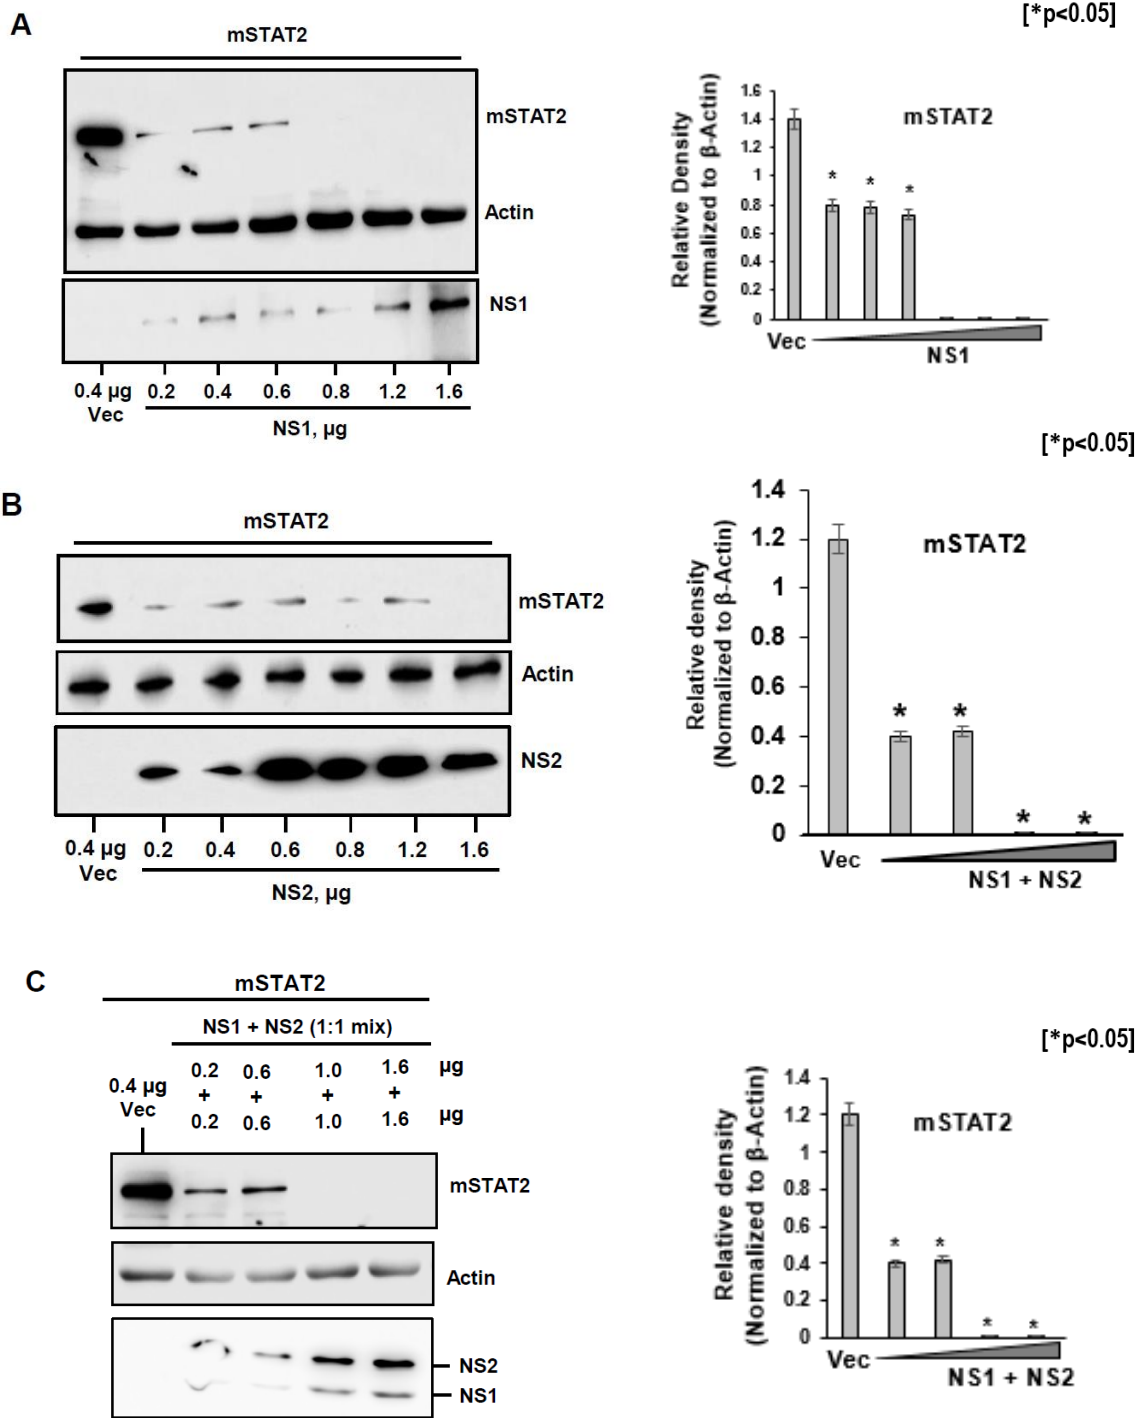 A
mSTAT2
mSTAT2
Actin
NS1
0.4 µg
Vec
0.2 0.4 0.6 0.8 1.2 1.6
NS1, µg
[*p<0.05]
Relative Density
(Normalized to β-Actin)
1.6
1.4
1.2
1
0.8
0.6
0.4
0.2
0
mSTAT2
* * *
Vec
NS1
B
mSTAT2
mSTAT2
Actin
NS2
0.4 µg
Vec
0.2 0.4 0.6 0.8 1.2 1.6
NS2, µg
[*p<0.05]
Relative density
(Normalized to β-Actin)
1.4
1.2
1
0.8
0.6
0.4
0.2
0
mSTAT2
* * * *
Vec
NS1 + NS2
C
mSTAT2
NS1 + NS2 (1:1 mix)
0.4 µg
Vec
0.2 0.6 1.0 1.6 µg
+ + + +
0.2 0.6 1.0 1.6 µg
mSTAT2
Actin
NS2
NS1
[*p<0.05]
Relative density
(Normalized to β-Actin)
1.4
1.2
1
0.8
0.6
0.4
0.2
0
mSTAT2
* * * *
Vec
NS1 + NS2